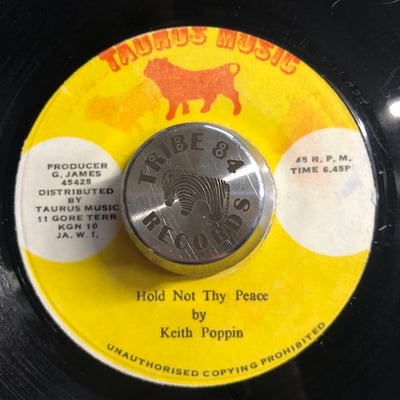 TAURUS MUSIC
PRODUCER
G. JAMES
45425
DISTRIBUTED
BY
TAURUS MUSIC
11 GORE TERR
KGN 10
JA. W. I.
TRIBE 84
RECORDS
45 R. P. M.
TIME 6,45P
Hold Not Thy Peace
by
Keith Poppin
UNAUTHORISED COPYING PROHIBITED